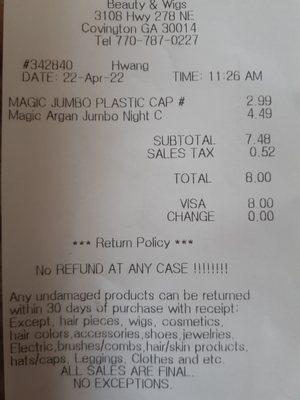 Beauty & Wigs
3108 Hwy 278 NE
Covington GA 30014
Tel 770-787-0227
#342840 Hwang
DATE: 22-Apr-22 TIME: 11:26 AM
MAGIC JUMBO PLASTIC CAP # 2.99
Magic Argan Jumbo Night C 4.49
SUBTOTAL 7.48
SALES TAX 0.52
TOTAL 8.00
VISA 8.00
CHANGE 0.00
*** Return Policy ***
No REFUND AT ANY CASE !!!!!!!!
Any undamaged products can be returned
within 30 days of purchase with receipt:
Except, hair pieces, wigs, cosmetics,
hair colors,accessories,shoes,jewelries,
Electric,brushes/combs,hair/skin products,
hats/caps, Leggings, Clothes and etc.
ALL SALES ARE FINAL.
NO EXCEPTIONS.